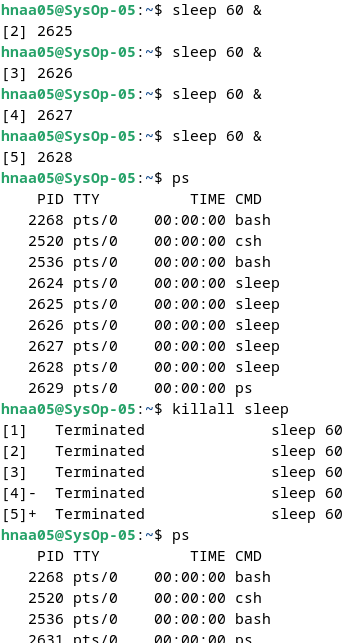 hnaa05@SysOp-05:~$ sleep 60 &
[2] 2625
hnaa05@SysOp-05:~$ sleep 60 &
[3] 2626
hnaa05@SysOp-05:~$ sleep 60 &
[4] 2627
hnaa05@SysOp-05:~$ sleep 60 &
[5] 2628
hnaa05@SysOp-05:~$ ps
    PID TTY          TIME CMD
   2268 pts/0    00:00:00 bash
   2520 pts/0    00:00:00 csh
   2536 pts/0    00:00:00 bash
   2624 pts/0    00:00:00 sleep
   2625 pts/0    00:00:00 sleep
   2626 pts/0    00:00:00 sleep
   2627 pts/0    00:00:00 sleep
   2628 pts/0    00:00:00 sleep
   2629 pts/0    00:00:00 ps
hnaa05@SysOp-05:~$ killall sleep
[1]   Terminated              sleep 60
[2]   Terminated              sleep 60
[3]   Terminated              sleep 60
[4]-  Terminated              sleep 60
[5]+  Terminated              sleep 60
hnaa05@SysOp-05:~$ ps
    PID TTY          TIME CMD
   2268 pts/0    00:00:00 bash
   2520 pts/0    00:00:00 csh
   2536 pts/0    00:00:00 bash
   2631 pts/0    00:00:00 ps